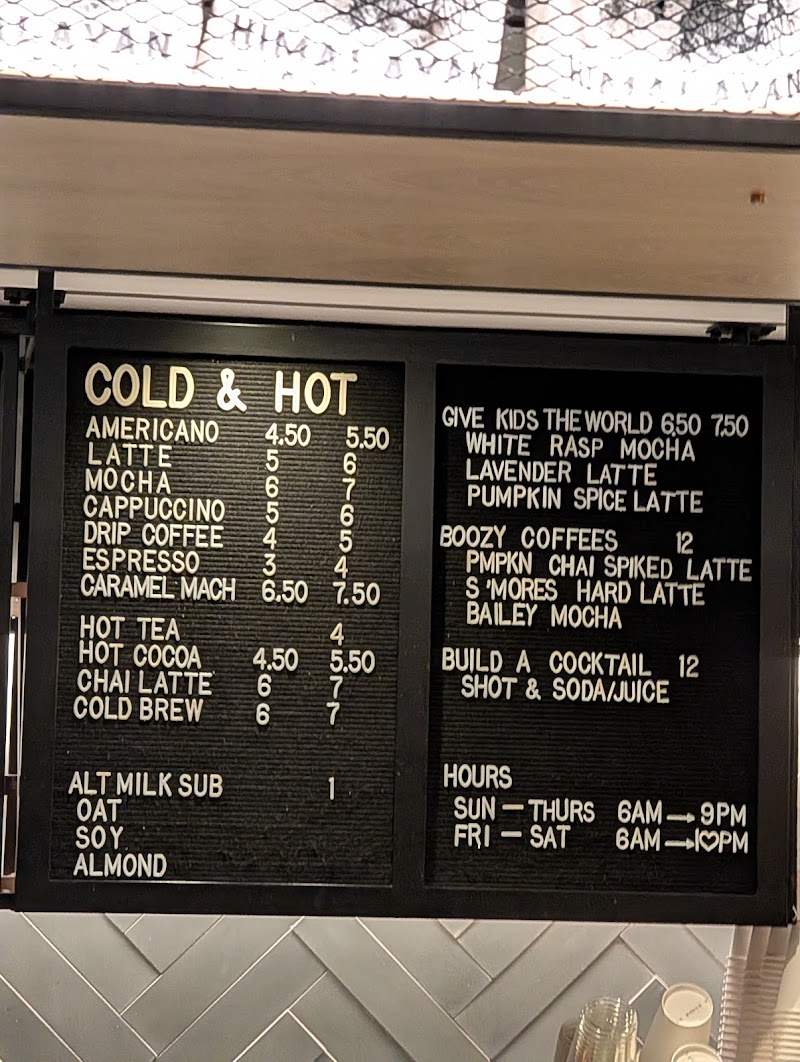 HIMALAYAN
HIMALAYAN
COLD & HOT
AMERICANO 4.50 5.50
LATTE 5 6
MOCHA 6 7
CAPPUCCINO 5 6
DRIP COFFEE 4 5
ESPRESSO 3 4
CARAMEL MACH 6.50 7.50
HOT TEA 4
HOT COCOA 4.50 5.50
CHAI LATTE 6 7
COLD BREW 6 7
ALT MILK SUB 1
OAT
SOY
ALMOND
GIVE KIDS THE WORLD 6.50 7.50
WHITE RASP MOCHA
LAVENDER LATTE
PUMPKIN SPICE LATTE
BOOZY COFFEES 12
PMPKN CHAI SPIKED LATTE
S'MORES HARD LATTE
BAILEY MOCHA
BUILD A COCKTAIL 12
SHOT & SODA/JUICE
HOURS
SUN — THURS 6AM → 9PM
FRI — SAT 6AM → 1♡PM